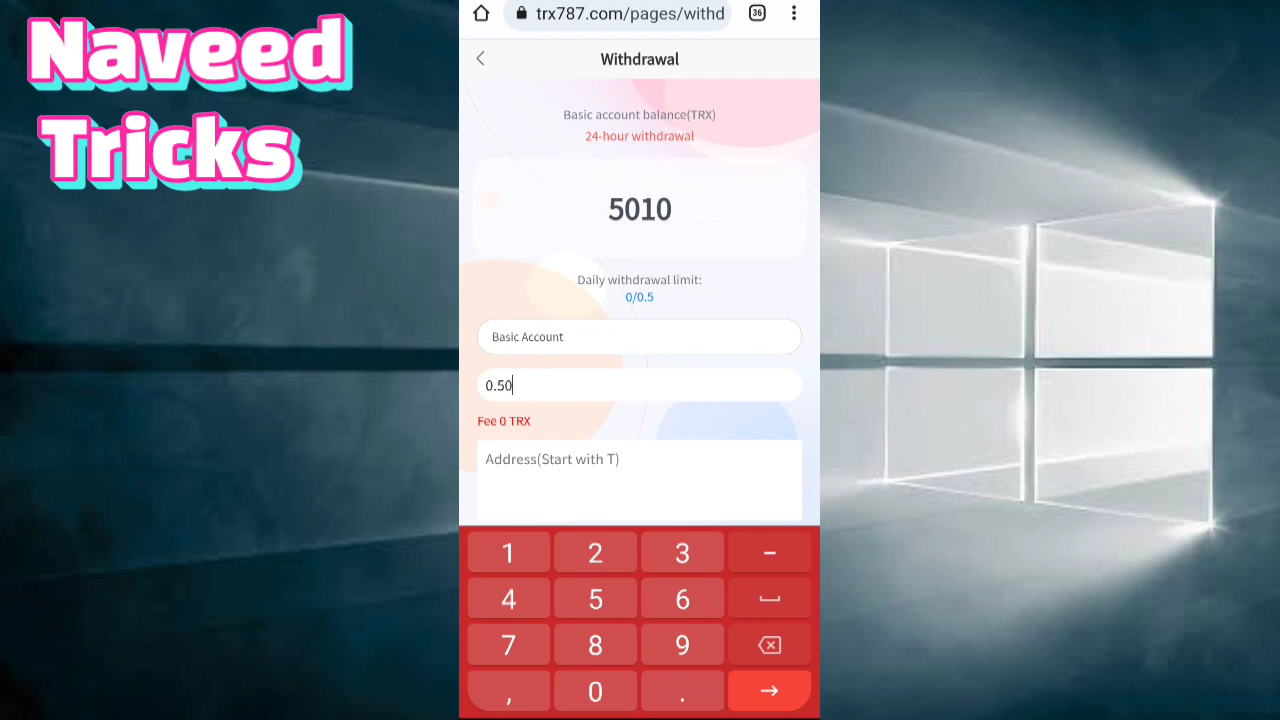 Naveed
Tricks
trx787.com/pages/withd
36
Withdrawal
Basic account balance(TRX)
24-hour withdrawal
5010
Daily withdrawal limit:
0/0.5
Basic Account
0.50
Fee 0 TRX
Address(Start with T)
1 2 3 -
4 5 6
7 8 9
, 0 .